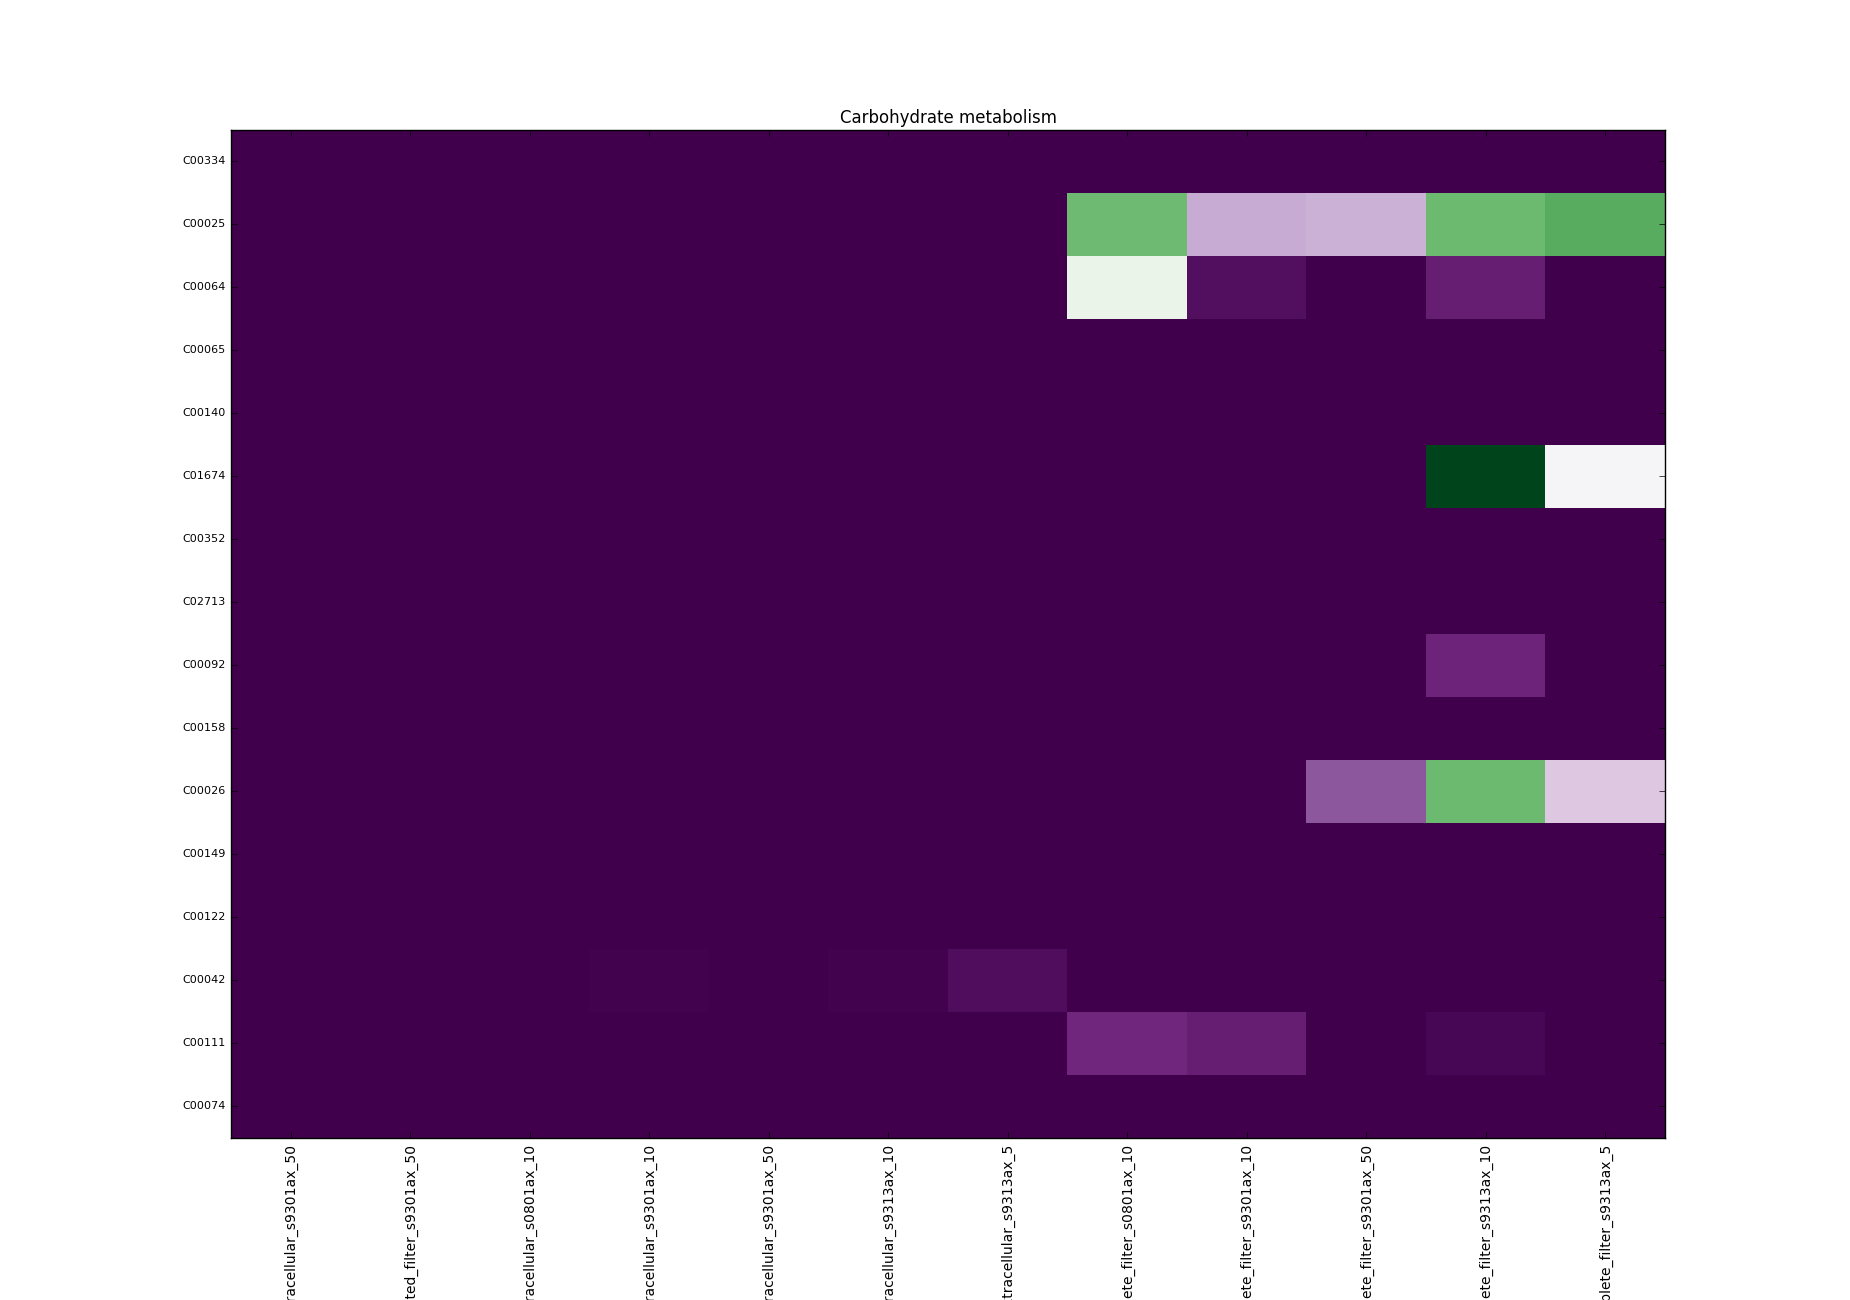 Carbohydrate metabolism
C00334
C00025
C00064
C00065
C00140
C01674
C00352
C02713
C00092
C00158
C00026
C00149
C00122
C00042
C00111
C00074
racellular_s9301ax_50
ted_filter_s9301ax_50
racellular_s0801ax_10
racellular_s9301ax_10
racellular_s9301ax_50
racellular_s9313ax_10
tracellular_s9313ax_5
ete_filter_s0801ax_10
ete_filter_s9301ax_10
ete_filter_s9301ax_50
ete_filter_s9313ax_10
plete_filter_s9313ax_5